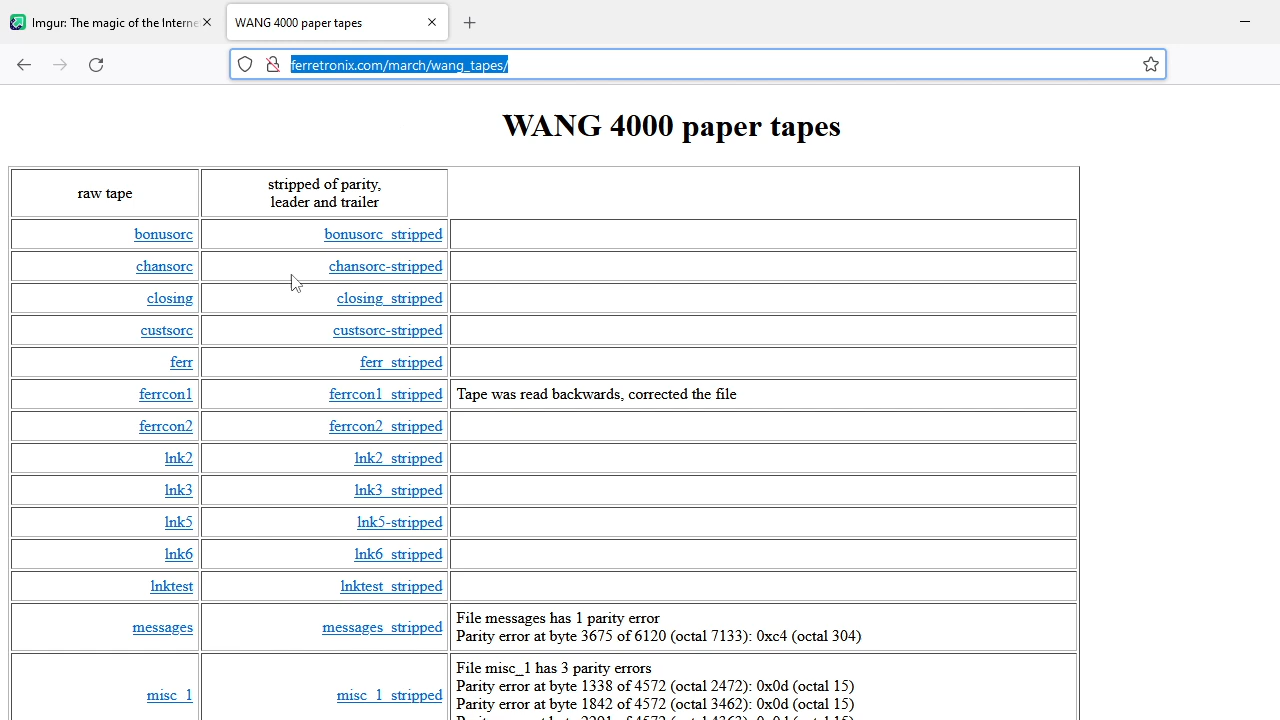 Imgur: The magic of the Interne
WANG 4000 paper tapes
ferretronix.com/march/wang_tapes/
WANG 4000 paper tapes
raw tape
stripped of parity,
leader and trailer
bonusorc bonusorc_stripped
chansorc chansorc-stripped
closing closing_stripped
custsorc custsorc-stripped
ferr ferr_stripped
ferrcon1 ferrcon1_stripped Tape was read backwards, corrected the file
ferrcon2 ferrcon2_stripped
lnk2 lnk2_stripped
lnk3 lnk3_stripped
lnk5 lnk5-stripped
lnk6 lnk6_stripped
lnktest lnktest_stripped
messages messages_stripped
File messages has 1 parity error
Parity error at byte 3675 of 6120 (octal 7133): 0xc4 (octal 304)
misc_1 misc_1_stripped
File misc_1 has 3 parity errors
Parity error at byte 1338 of 4572 (octal 2472): 0x0d (octal 15)
Parity error at byte 1842 of 4572 (octal 3462): 0x0d (octal 15)